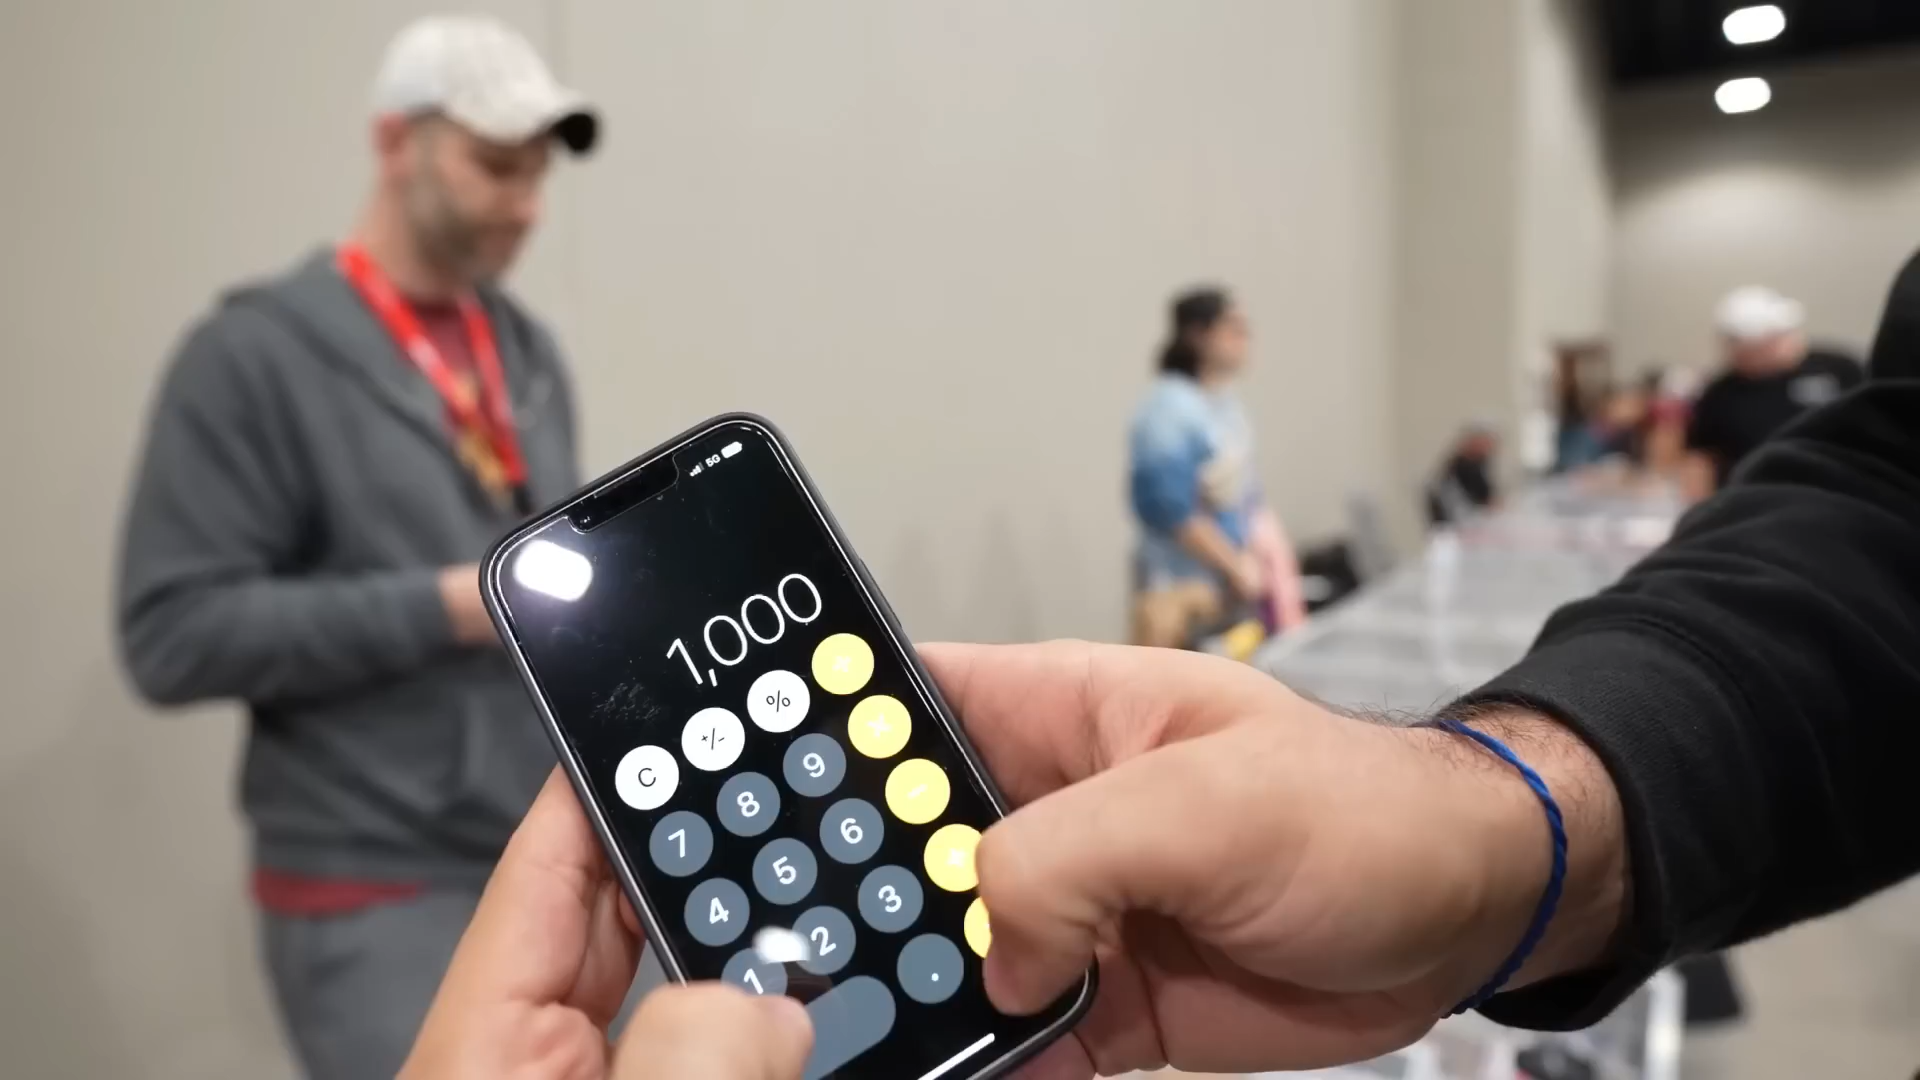 5G
1,000
C +/- % ÷
7 8 9 ×
4 5 6 −
1 2 3 +
.